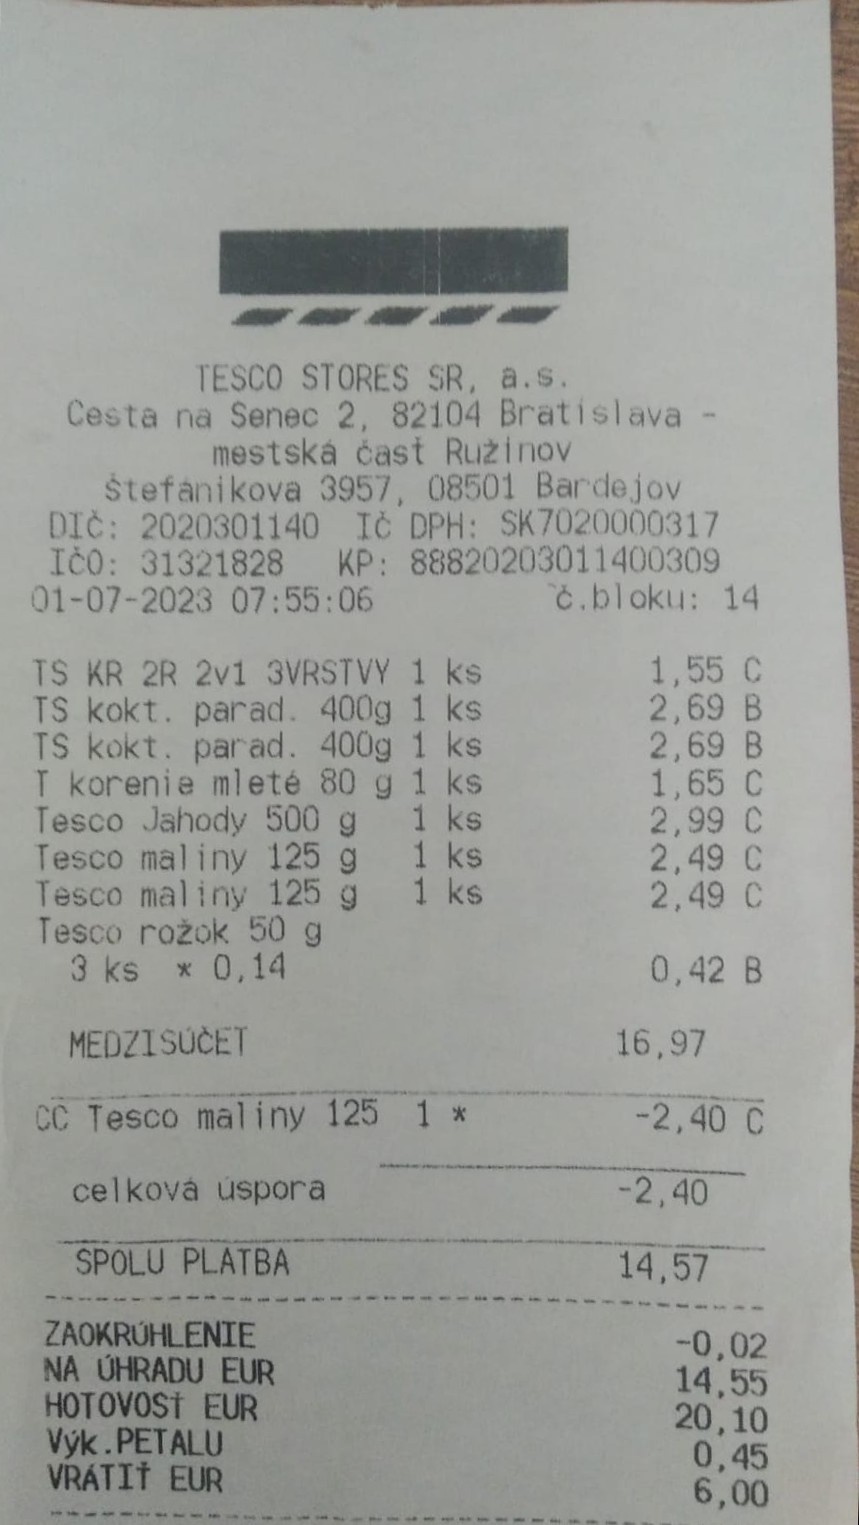 TESCO STORES SR, a.s.
Cesta na Senec 2, 82104 Bratislava -
mestská časť Ružinov
Štefánikova 3957, 08501 Bardejov
DIČ: 2020301140 IČ DPH: SK7020000317
IČO: 31321828 KP: 88820203011400309
01-07-2023 07:55:06 č.bloku: 14
TS KR 2R 2v1 3VRSTVY 1 ks 1,55 C
TS kokt. parad. 400g 1 ks 2,69 B
TS kokt. parad. 400g 1 ks 2,69 B
T korenie mleté 80 g 1 ks 1,65 C
Tesco Jahody 500 g 1 ks 2,99 C
Tesco maliny 125 g 1 ks 2,49 C
Tesco maliny 125 g 1 ks 2,49 C
Tesco rožok 50 g
3 ks * 0,14 0,42 B
MEDZISÚČET 16,97
CC Tesco maliny 125 1 * -2,40 C
celková úspora -2,40
SPOLU PLATBA 14,57
ZAOKRÚHLENIE -0,02
NA ÚHRADU EUR 14,55
HOTOVOSŤ EUR 20,10
Výk.PETALU 0,45
VRÁTIŤ EUR 6,00